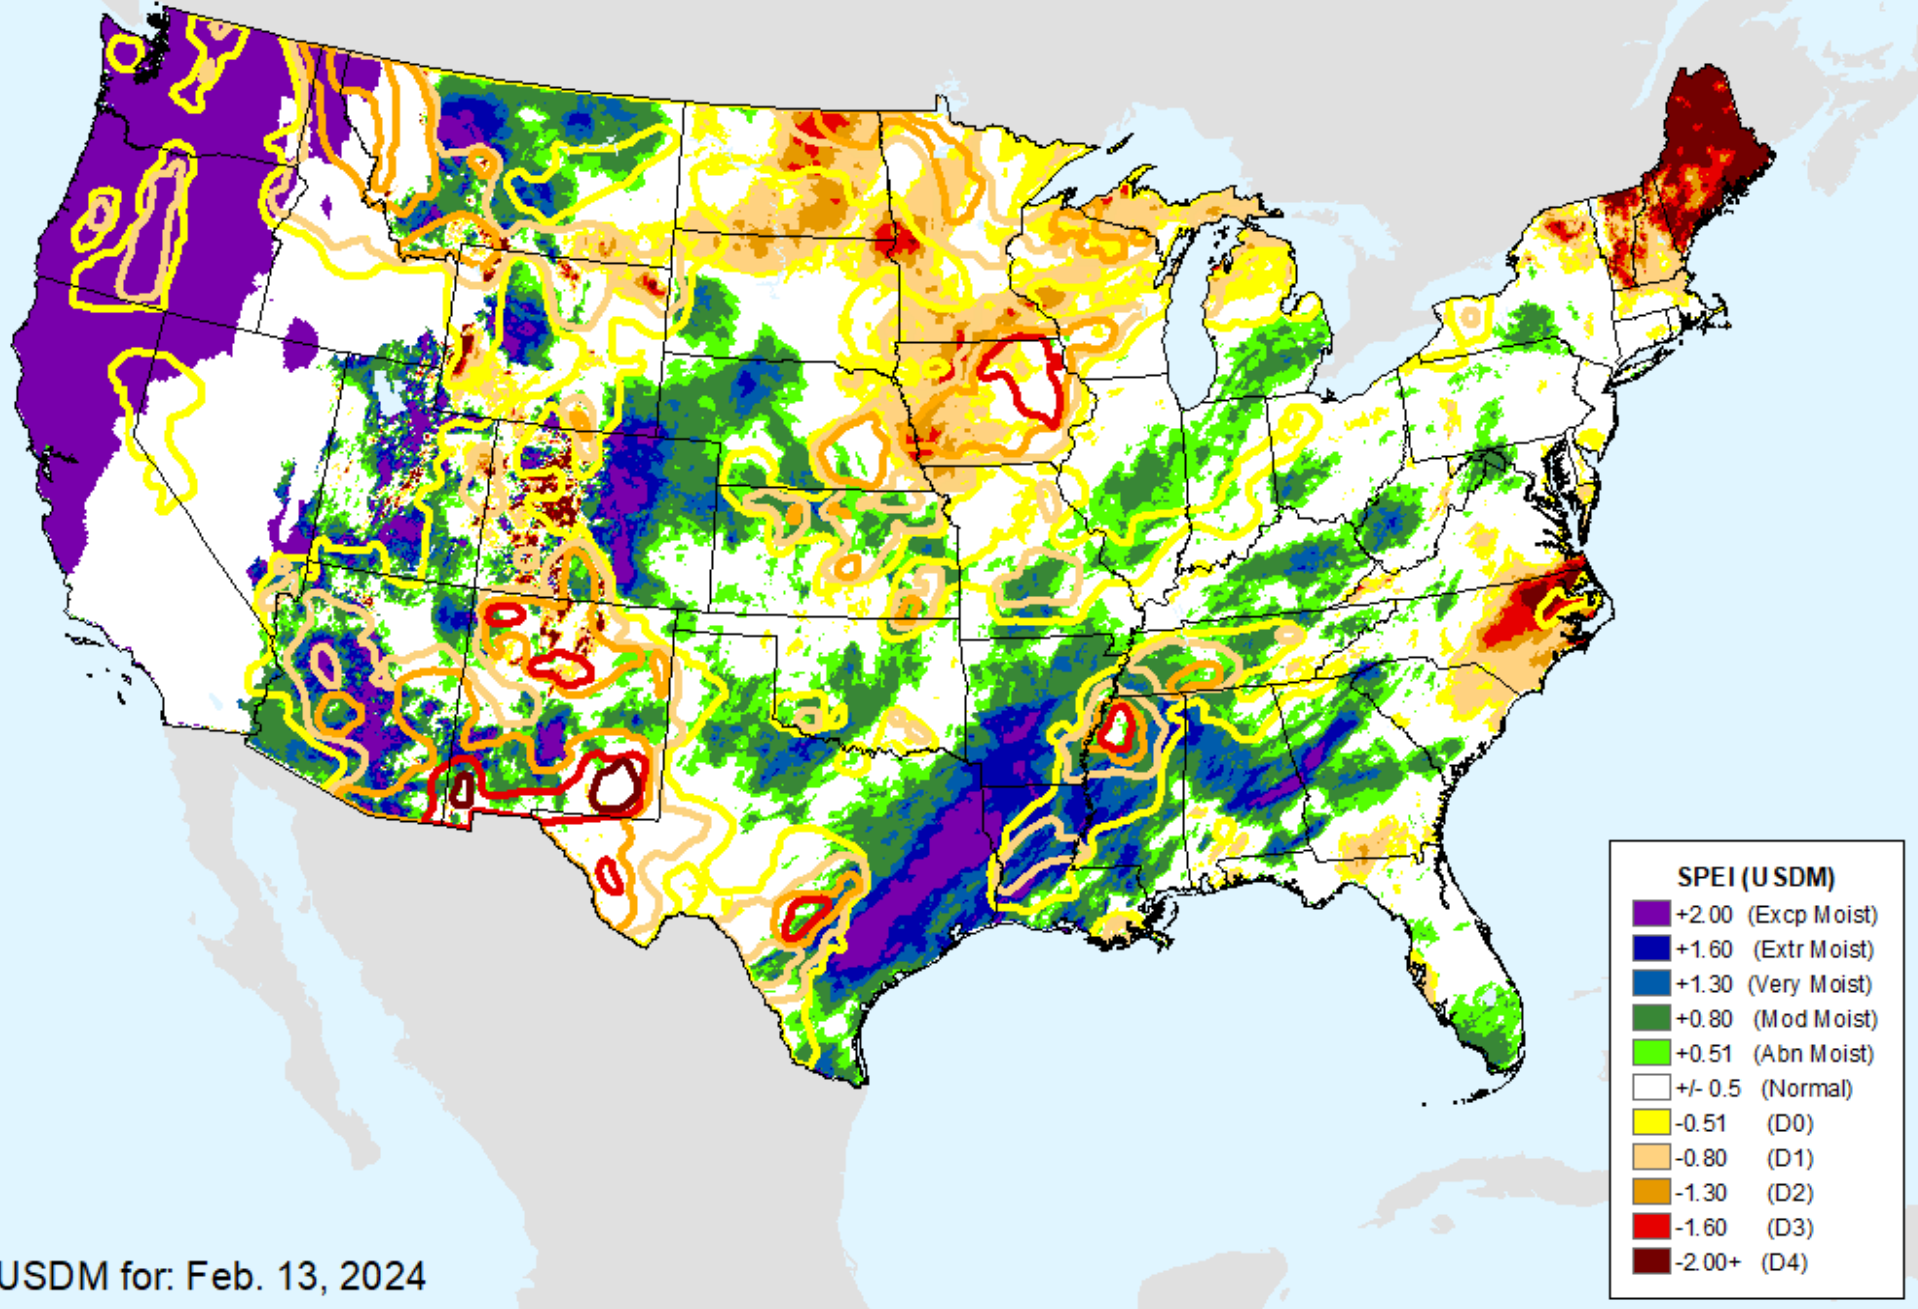 SPEI (USDM)
+2.00 (Excp Moist)
+1.60 (Extr Moist)
+1.30 (Very Moist)
+0.80 (Mod Moist)
+0.51 (Abn Moist)
+/- 0.5 (Normal)
-0.51 (D0)
-0.80 (D1)
-1.30 (D2)
-1.60 (D3)
-2.00+ (D4)
USDM for: Feb. 13, 2024